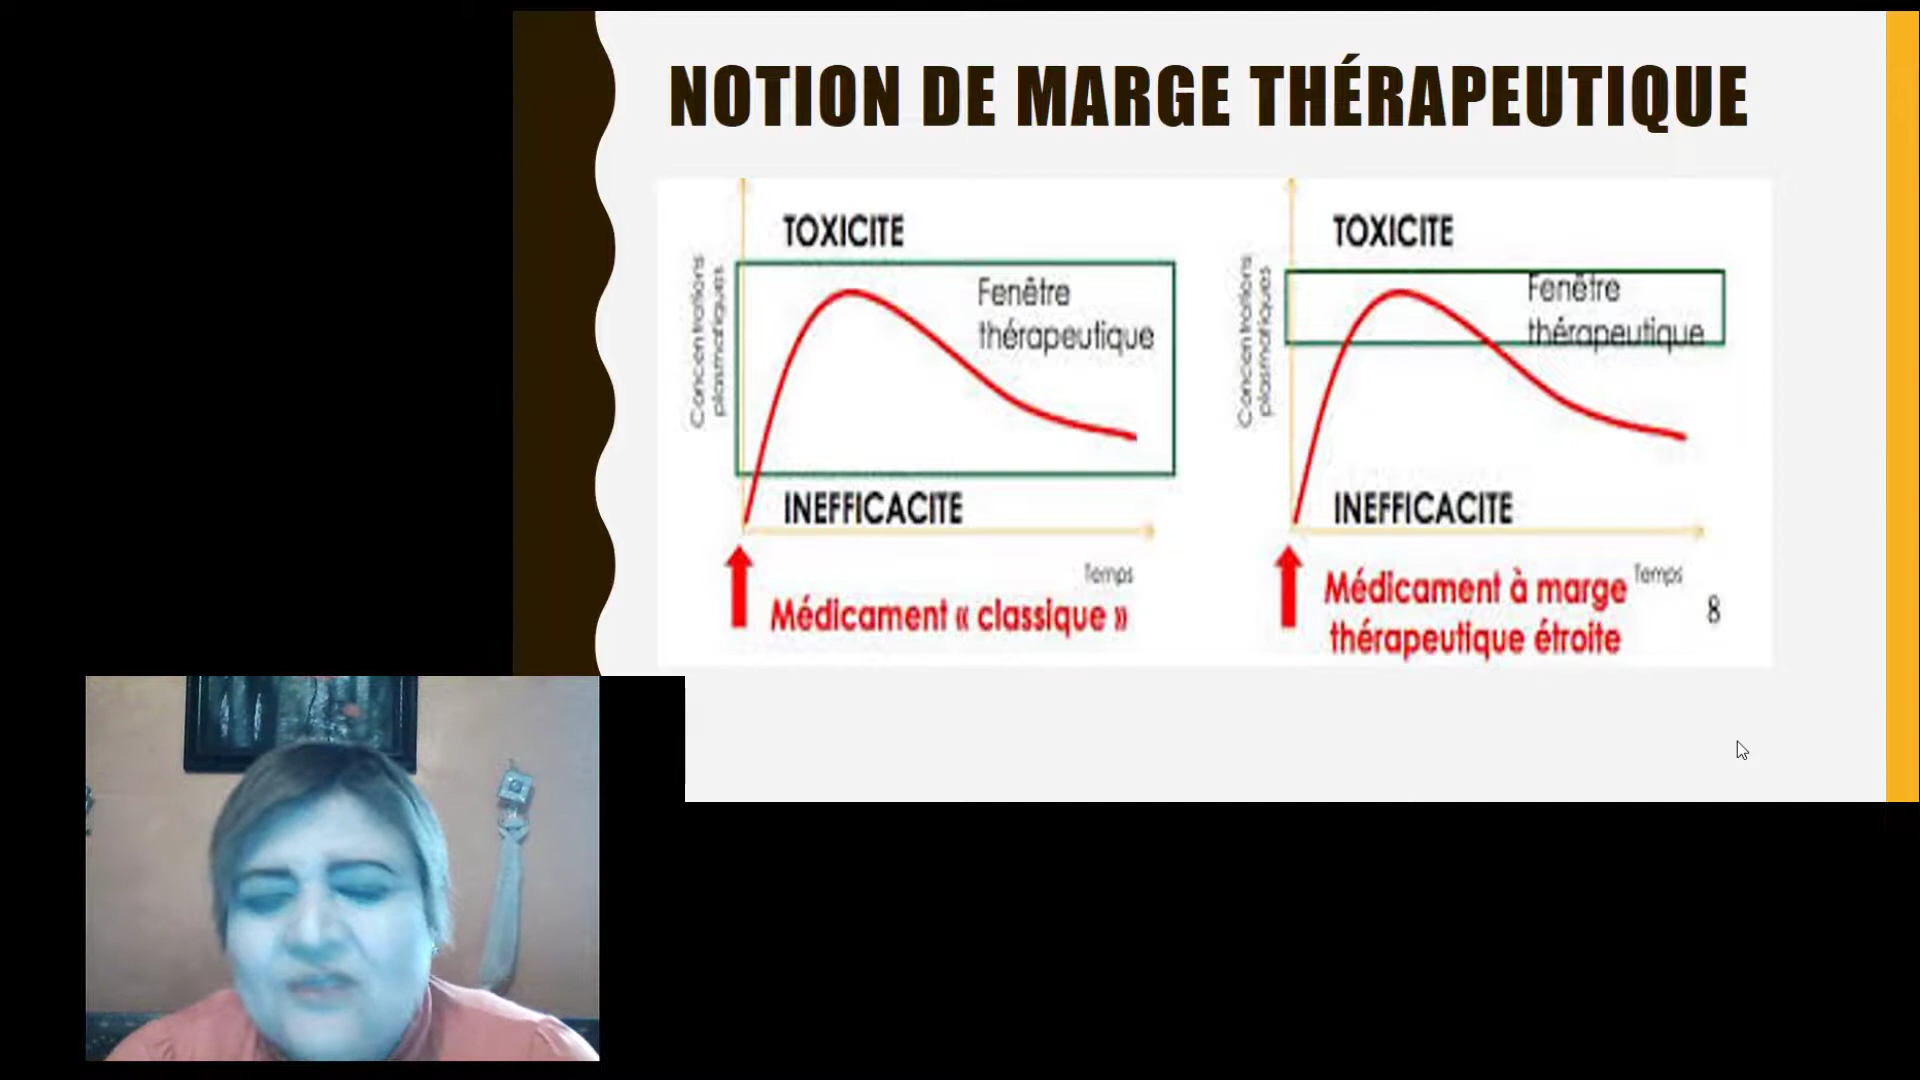 NOTION DE MARGE THÉRAPEUTIQUE
TOXICITE
Fenêtre
thérapeutique
Concentrations
plasmatiques
INEFFICACITE
Temps
Médicament « classique »
TOXICITE
Fenêtre
thérapeutique
Concentrations
plasmatiques
INEFFICACITE
Temps
Médicament à marge
thérapeutique étroite
8